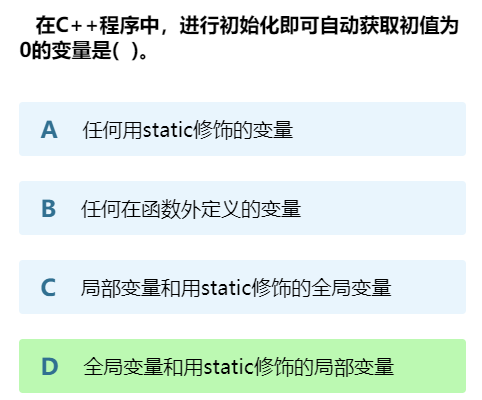 在C++程序中，进行初始化即可自动获取初值为
0的变量是(  )。
A 任何用static修饰的变量
B 任何在函数外定义的变量
C 局部变量和用static修饰的全局变量
D 全局变量和用static修饰的局部变量